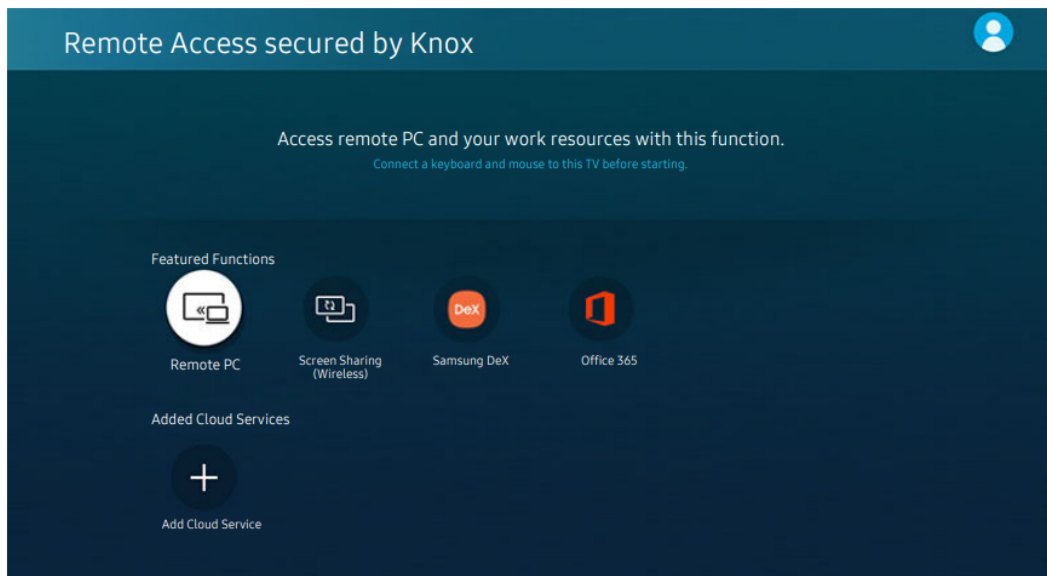 Remote Access secured by Knox
Access remote PC and your work resources with this function.
Connect a keyboard and mouse to this TV before starting.
Featured Functions
DeX
Remote PC
Screen Sharing
(Wireless)
Samsung DeX
Office 365
Added Cloud Services
Add Cloud Service